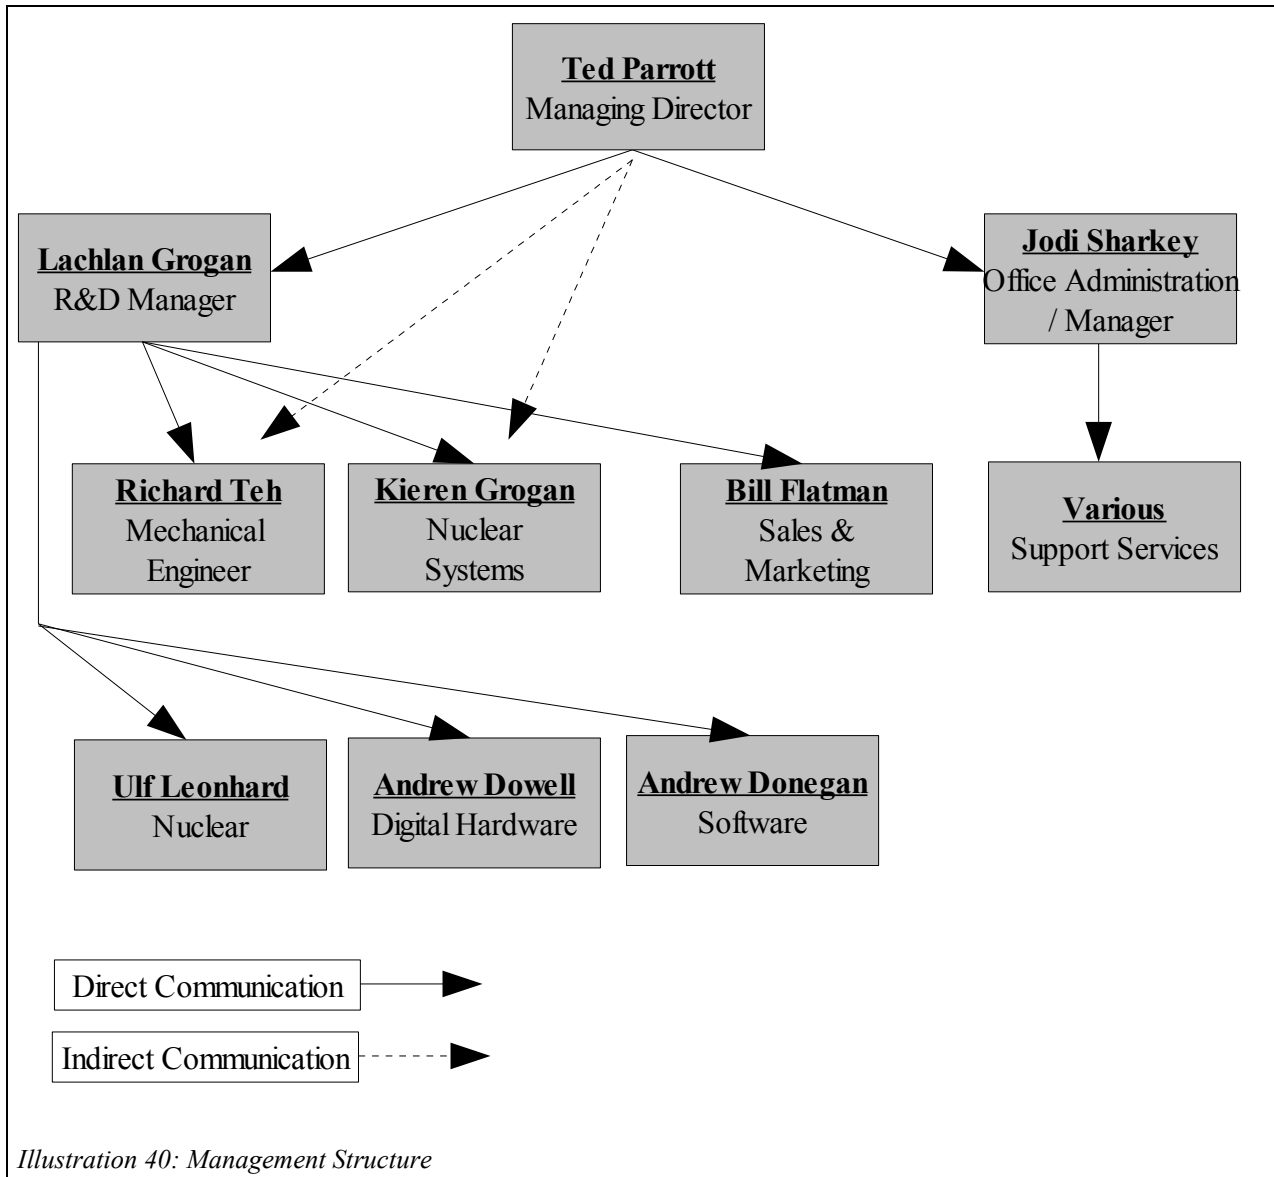 Ted Parrott
Managing Director
Lachlan Grogan
R&D Manager
Jodi Sharkey
Office Administration
/ Manager
Richard Teh
Mechanical
Engineer
Kieren Grogan
Nuclear
Systems
Bill Flatman
Sales &
Marketing
Various
Support Services
Ulf Leonhard
Nuclear
Andrew Dowell
Digital Hardware
Andrew Donegan
Software
Direct Communication
Indirect Communication
Illustration 40: Management Structure